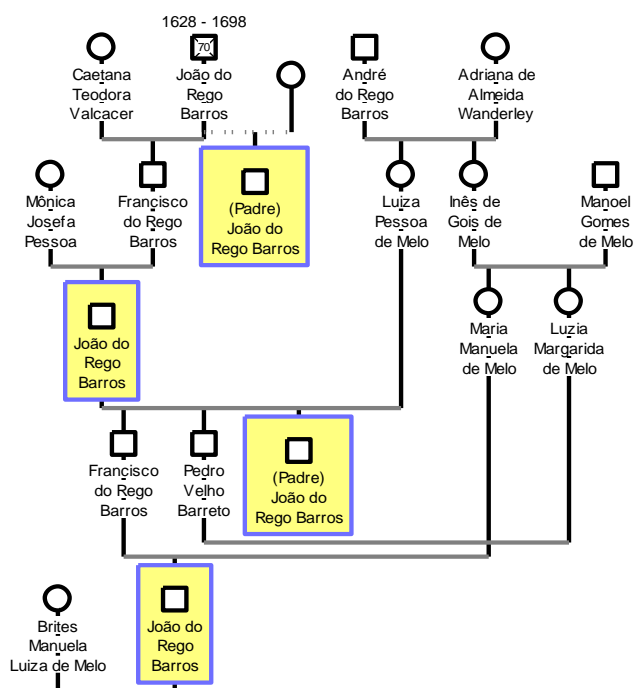 1628 - 1698
70
Caetana
Teodora
Valcacer
João do
Rego
Barros
André
do Rego
Barros
Adriana de
Almeida
Wanderley
Mônica
Josefa
Pessoa
Francisco
do Rego
Barros
(Padre)
João do
Rego Barros
Luiza
Pessoa
de Melo
Inês de
Gois de
Melo
Manoel
Gomes
de Melo
João do
Rego
Barros
Maria
Manuela
de Melo
Luzia
Margarida
de Melo
Francisco
do Rego
Barros
Pedro
Velho
Barreto
(Padre)
João do
Rego Barros
Brites
Manuela
Luiza de Melo
João do
Rego
Barros